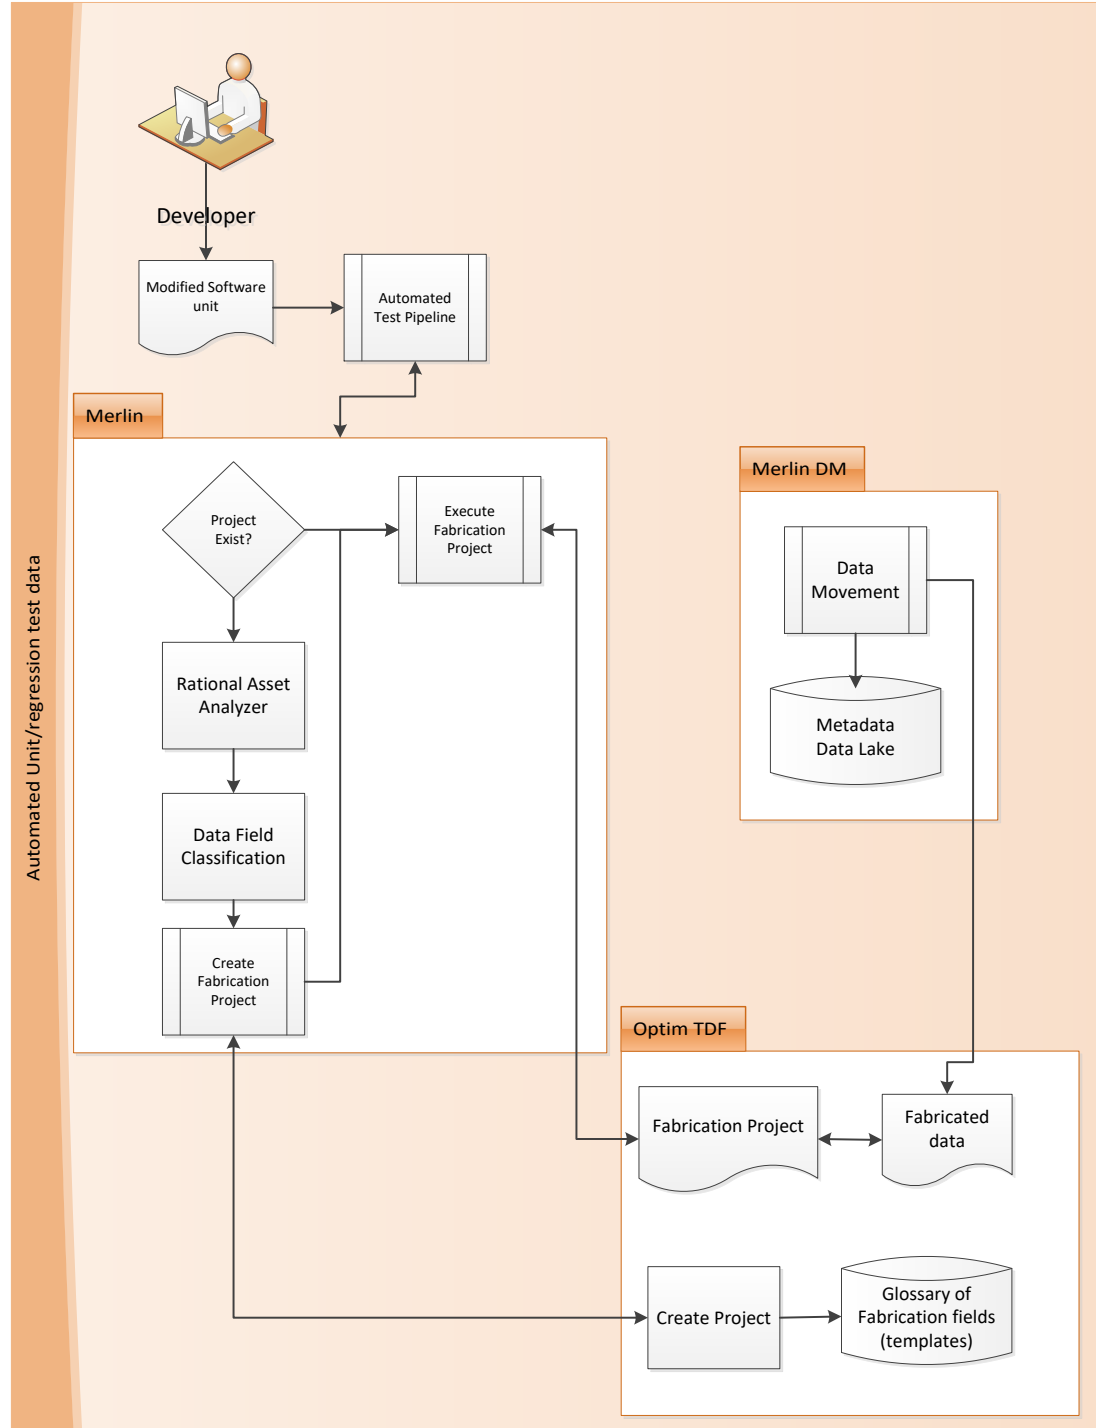 Automated Unit/regression test data
Developer
Modified Software
unit
Automated
Test Pipeline
Merlin
Project
Exist?
Execute
Fabrication
Project
Rational Asset
Analyzer
Data Field
Classification
Create
Fabrication
Project
Merlin DM
Data
Movement
Metadata
Data Lake
Optim TDF
Fabrication Project
Fabricated
data
Create Project
Glossary of
Fabrication fields
(templates)